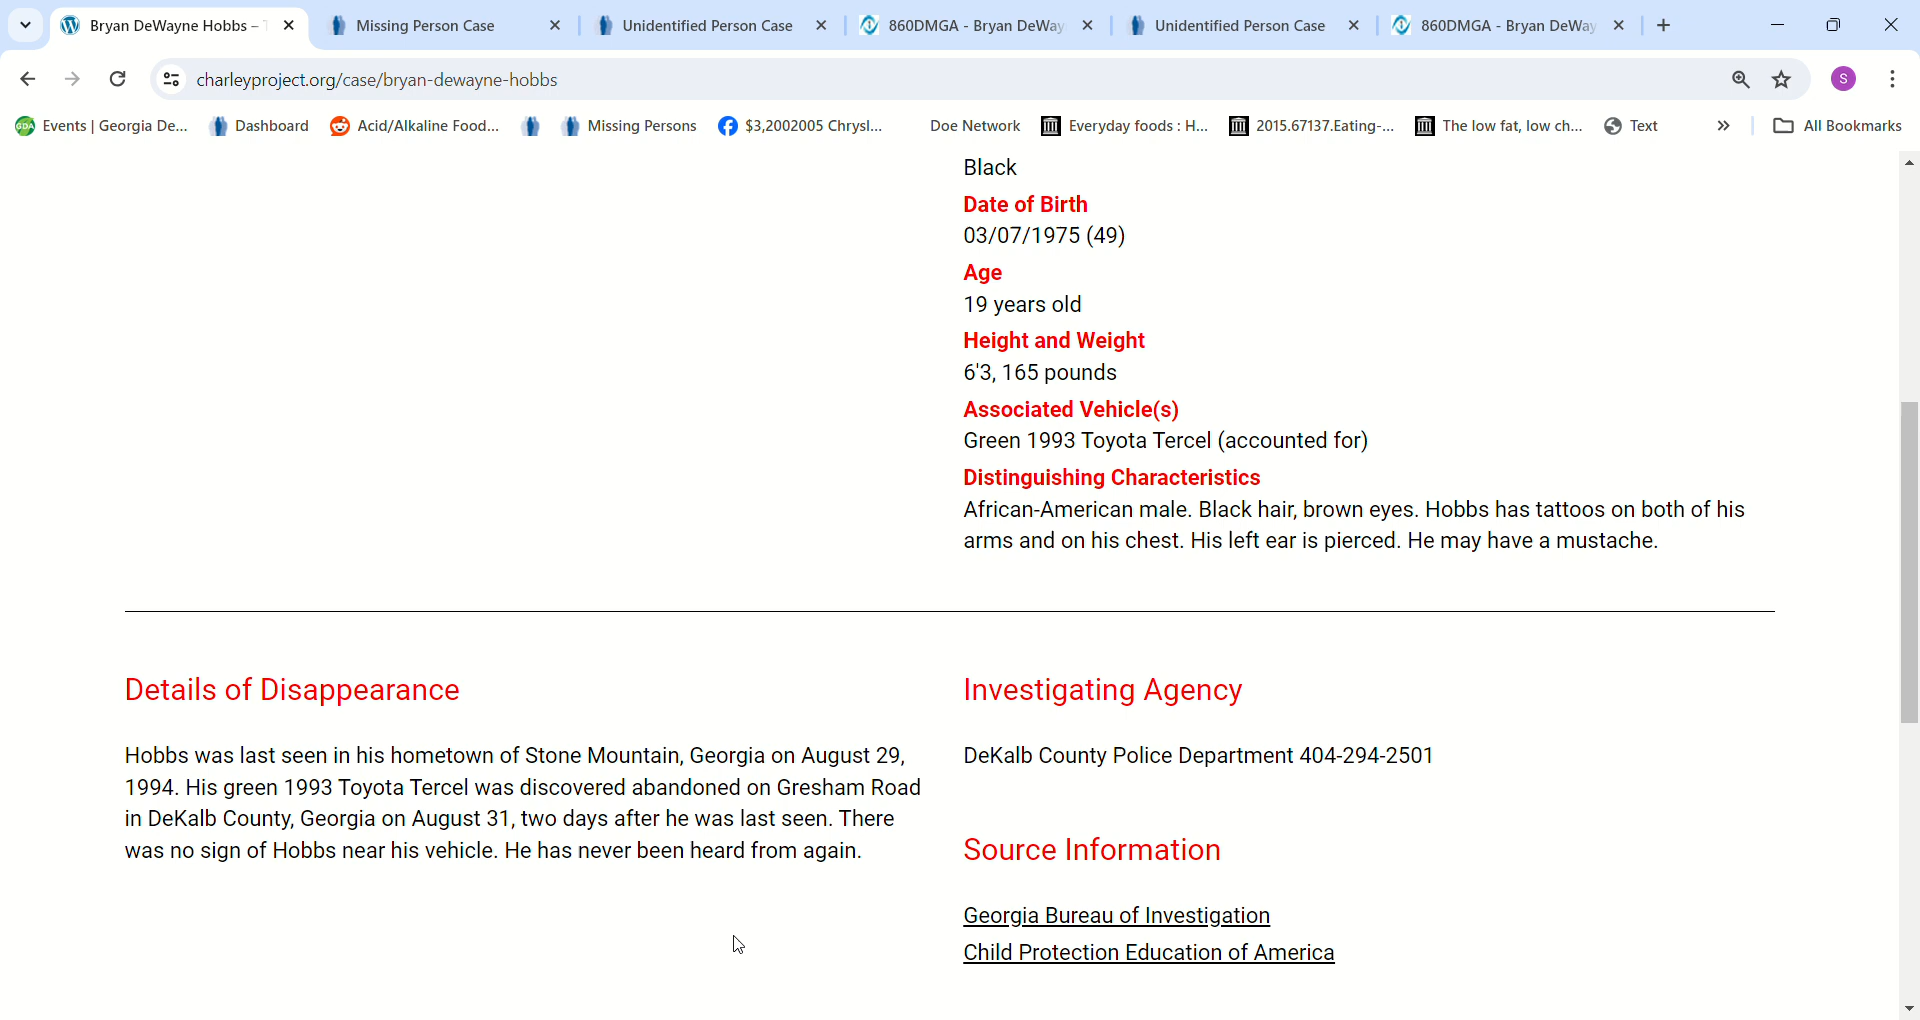 Bryan DeWayne Hobbs – T
Missing Person Case
Unidentified Person Case
860DMGA - Bryan DeWay
Unidentified Person Case
860DMGA - Bryan DeWay
charleyproject.org/case/bryan-dewayne-hobbs
S
GDA
Events | Georgia De...
Dashboard
Acid/Alkaline Food...
Missing Persons
$3,2002005 Chrysl...
Doe Network
Everyday foods : H...
2015.67137.Eating-...
The low fat, low ch...
Text
All Bookmarks
Black
Date of Birth
03/07/1975 (49)
Age
19 years old
Height and Weight
6'3, 165 pounds
Associated Vehicle(s)
Green 1993 Toyota Tercel (accounted for)
Distinguishing Characteristics
African-American male. Black hair, brown eyes. Hobbs has tattoos on both of his
arms and on his chest. His left ear is pierced. He may have a mustache.
Details of Disappearance
Hobbs was last seen in his hometown of Stone Mountain, Georgia on August 29,
1994. His green 1993 Toyota Tercel was discovered abandoned on Gresham Road
in DeKalb County, Georgia on August 31, two days after he was last seen. There
was no sign of Hobbs near his vehicle. He has never been heard from again.
Investigating Agency
DeKalb County Police Department 404-294-2501
Source Information
Georgia Bureau of Investigation
Child Protection Education of America